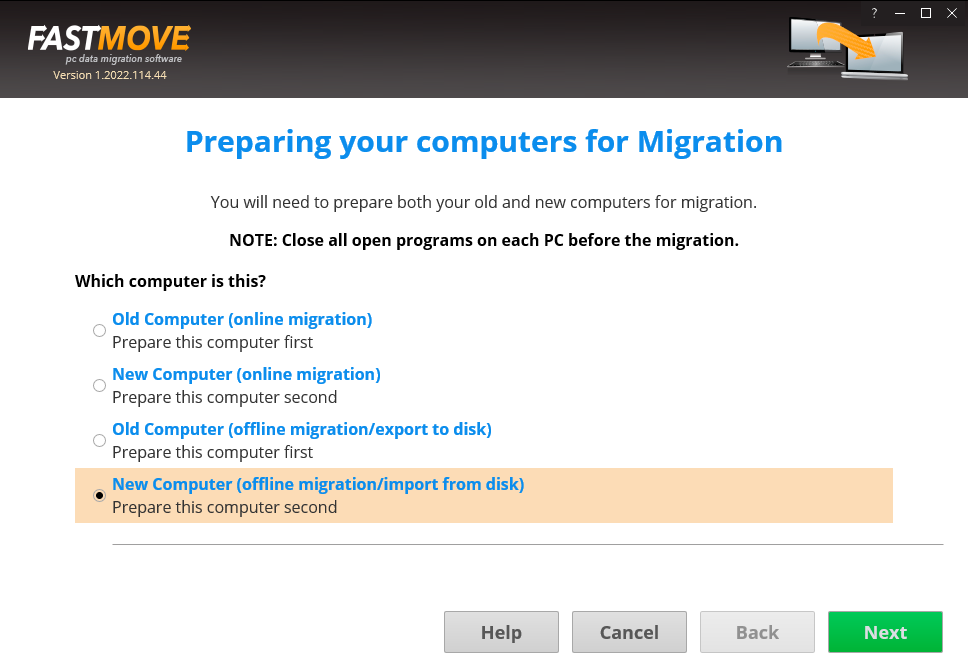 ?
FASTMOVE
pc data migration software
Version 1.2022.114.44
Preparing your computers for Migration
You will need to prepare both your old and new computers for migration.
NOTE: Close all open programs on each PC before the migration.
Which computer is this?
Old Computer (online migration)
Prepare this computer first
New Computer (online migration)
Prepare this computer second
Old Computer (offline migration/export to disk)
Prepare this computer first
New Computer (offline migration/import from disk)
Prepare this computer second
Help Cancel Back Next